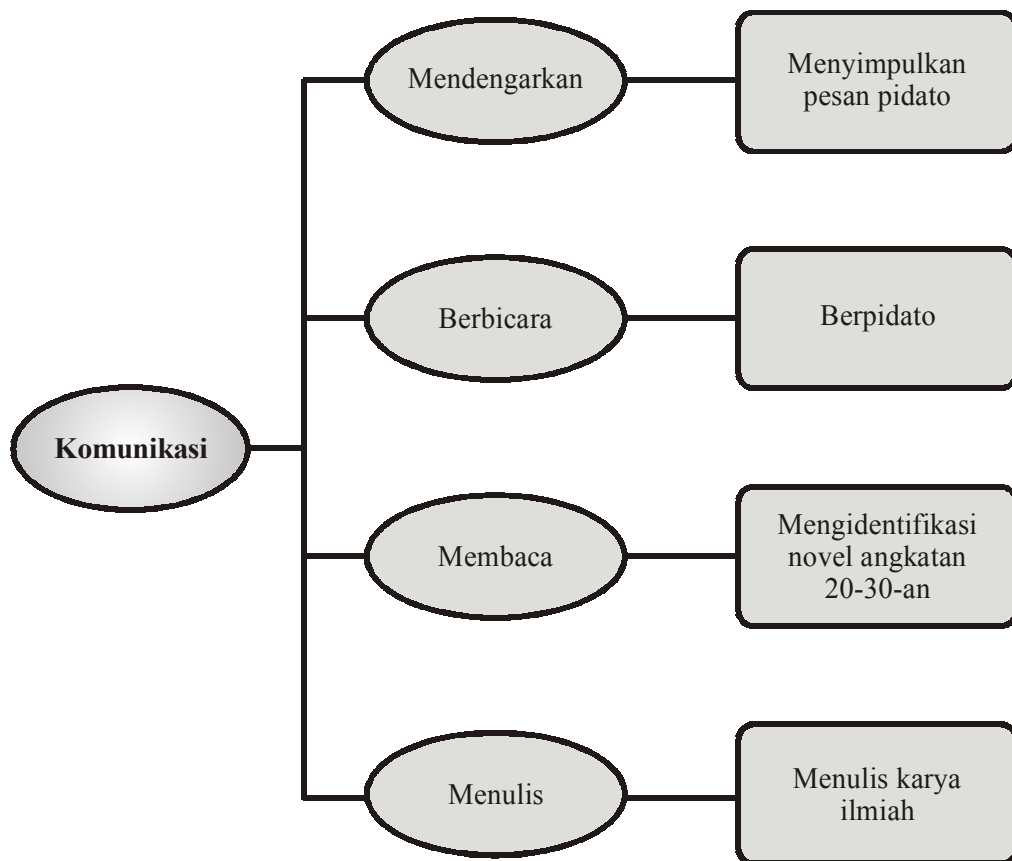 Mendengarkan
Menyimpulkan
pesan pidato
Berbicara
Berpidato
Komunikasi
Membaca
Mengidentifikasi
novel angkatan
20-30-an
Menulis
Menulis karya
ilmiah